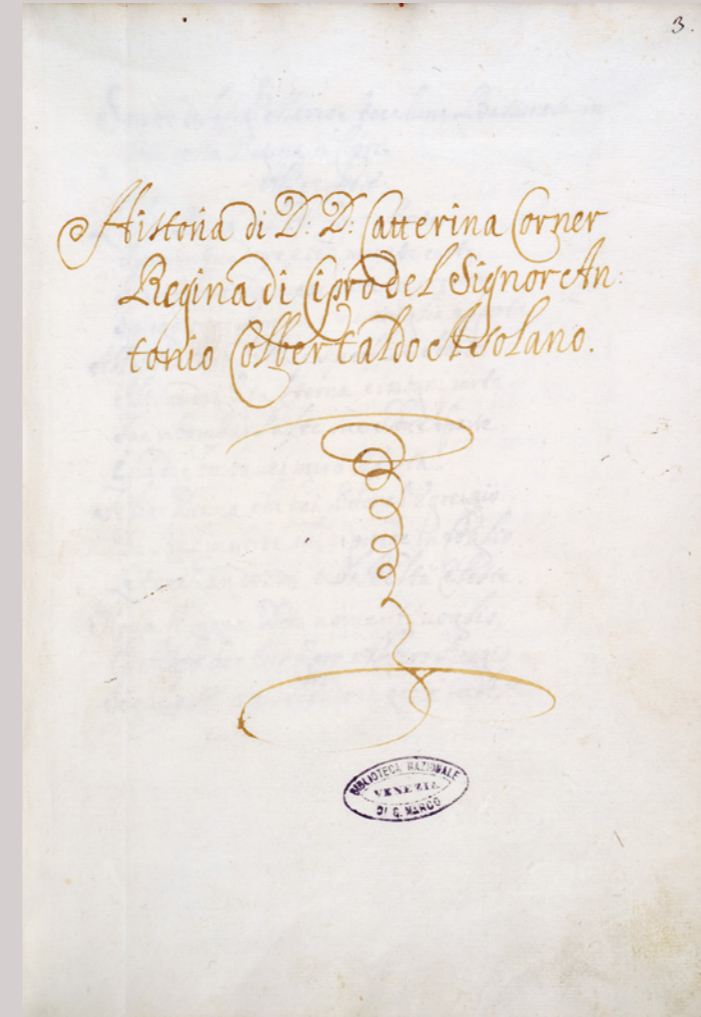 3.
Historia di D: D: Catterina Corner
Regina di Cipro del Signor An:
tonio Colbertaldo Asolano.
BIBLIOTECA NAZIONALE
VENEZIA
DI S. MARCO